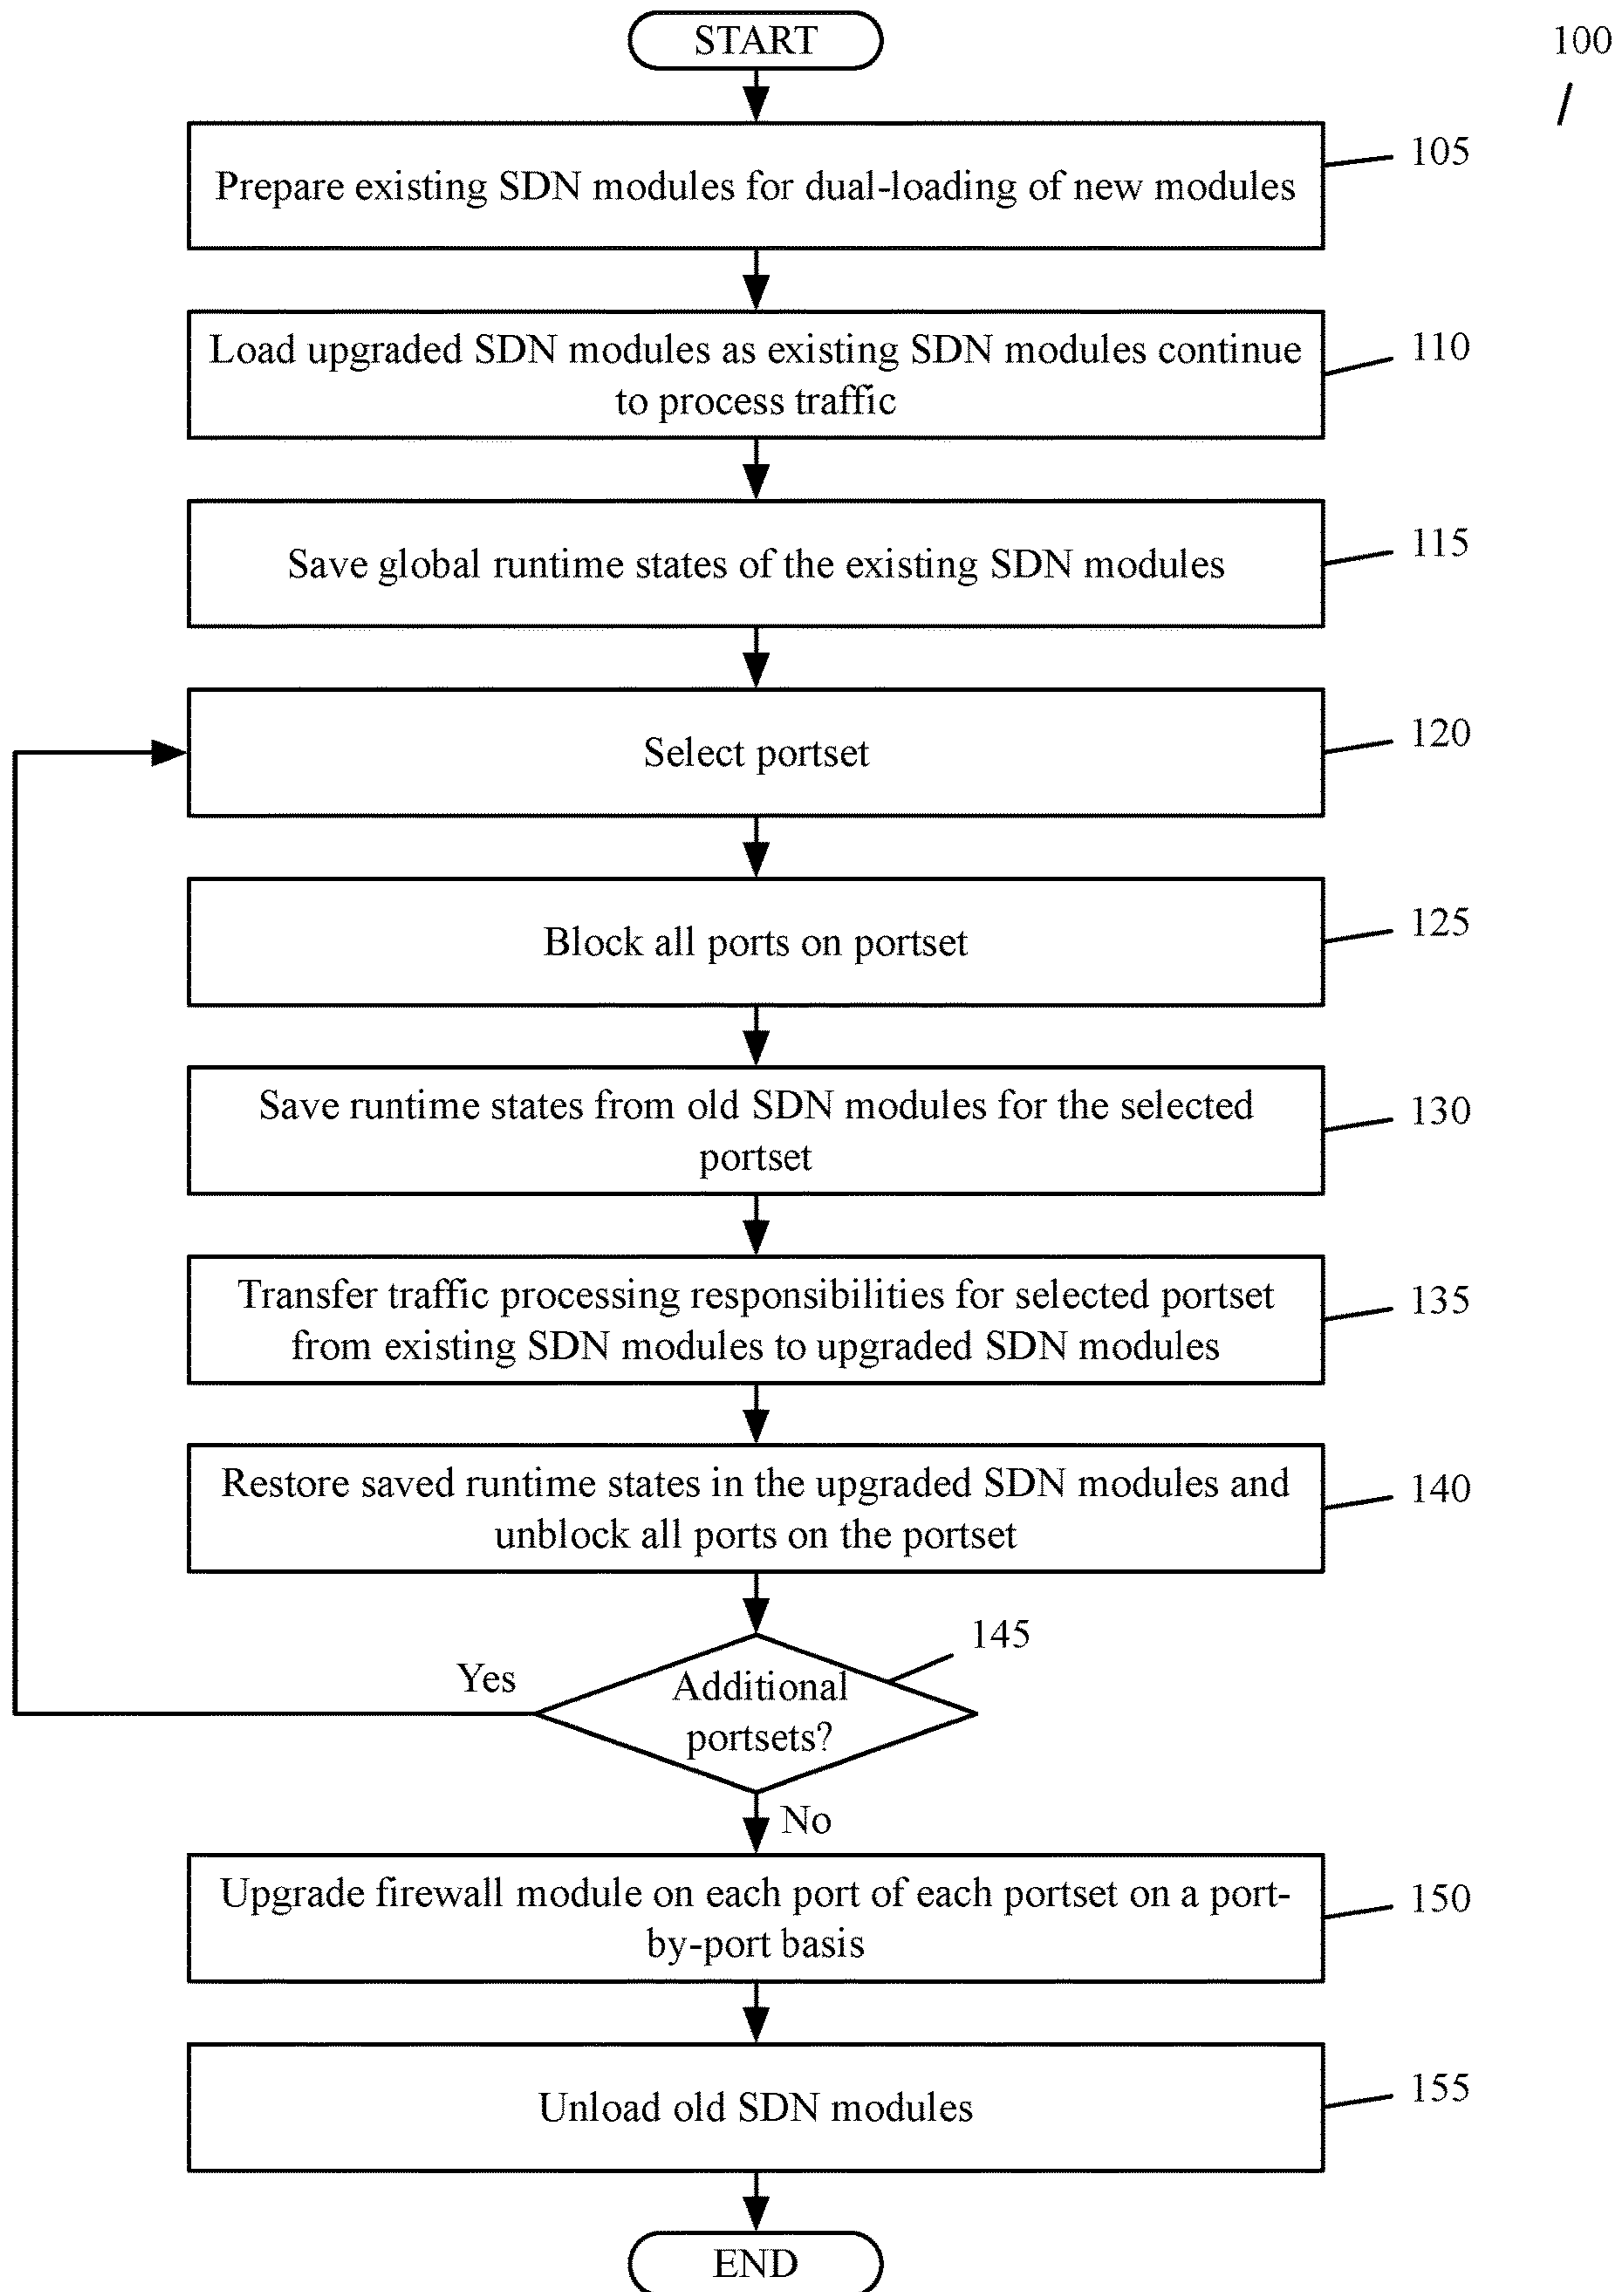 START
100
Prepare existing SDN modules for dual-loading of new modules
105
Load upgraded SDN modules as existing SDN modules continue
to process traffic
110
Save global runtime states of the existing SDN modules
115
Select portset
120
Block all ports on portset
125
Save runtime states from old SDN modules for the selected
portset
130
Transfer traffic processing responsibilities for selected portset
from existing SDN modules to upgraded SDN modules
135
Restore saved runtime states in the upgraded SDN modules and
unblock all ports on the portset
140
145
Yes
Additional
portsets?
No
Upgrade firewall module on each port of each portset on a port-
by-port basis
150
Unload old SDN modules
155
END